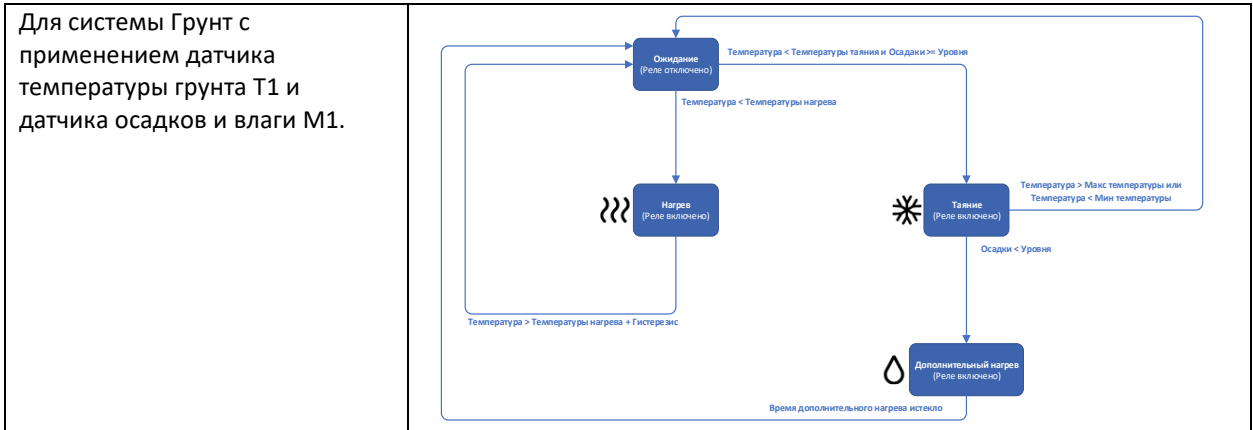 Для системы Грунт с
применением датчика
температуры грунта Т1 и
датчика осадков и влаги М1.
Ожидание
(Реле отключено)
Температура < Температуры таяния и Осадаки >= Уровня
Температура < Температуры нагрева
Нагрев
(Реле включено)
Таяние
(Реле включено)
Температура > Макс температуры или
Температура < Мин температуры
Осадки < Уровня
Температура > Температуры нагрева + Гистерезис
Дополнительный нагрев
(Реле включено)
Время дополнительного нагрева истекло